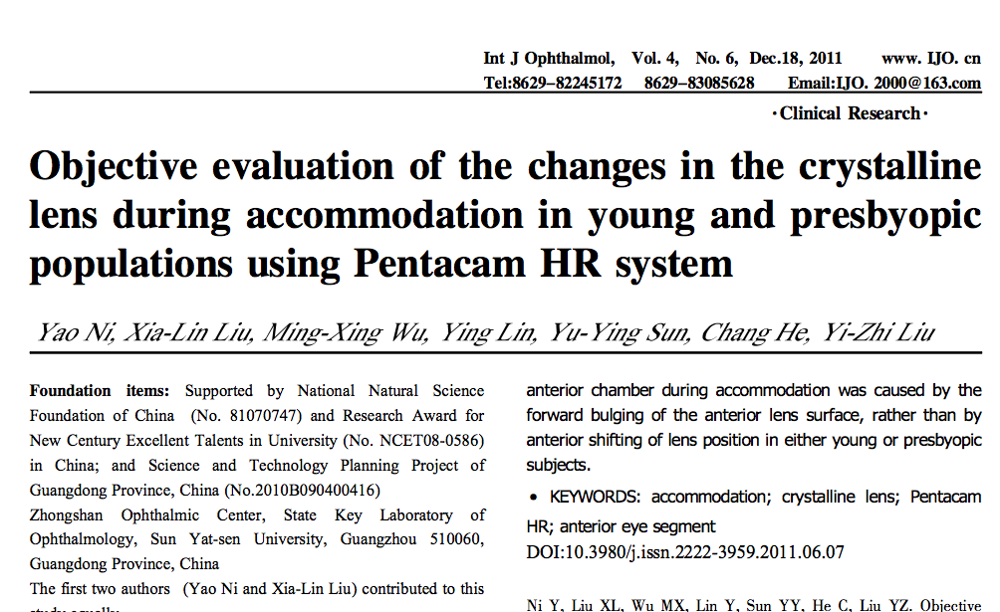 Int J Ophthalmol, Vol. 4, No. 6, Dec.18, 2011 www. IJO. cn
Tel:8629-82245172 8629-83085628 Email:IJO. 2000@163.com
·Clinical Research·
Objective evaluation of the changes in the crystalline
lens during accommodation in young and presbyopic
populations using Pentacam HR system
Yao Ni, Xia-Lin Liu, Ming-Xing Wu, Ying Lin, Yu-Ying Sun, Chang He, Yi-Zhi Liu
Foundation items: Supported by National Natural Science
Foundation of China (No. 81070747) and Research Award for
New Century Excellent Talents in University (No. NCET08-0586)
in China; and Science and Technology Planning Project of
Guangdong Province, China (No.2010B090400416)
Zhongshan Ophthalmic Center, State Key Laboratory of
Ophthalmology, Sun Yat-sen University, Guangzhou 510060,
Guangdong Province, China
The first two authors (Yao Ni and Xia-Lin Liu) contributed to this
study equally
anterior chamber during accommodation was caused by the
forward bulging of the anterior lens surface, rather than by
anterior shifting of lens position in either young or presbyopic
subjects.
• KEYWORDS: accommodation; crystalline lens; Pentacam
HR; anterior eye segment
DOI:10.3980/j.issn.2222-3959.2011.06.07
Ni Y, Liu XL, Wu MX, Lin Y, Sun YY, He C, Liu YZ. Objective